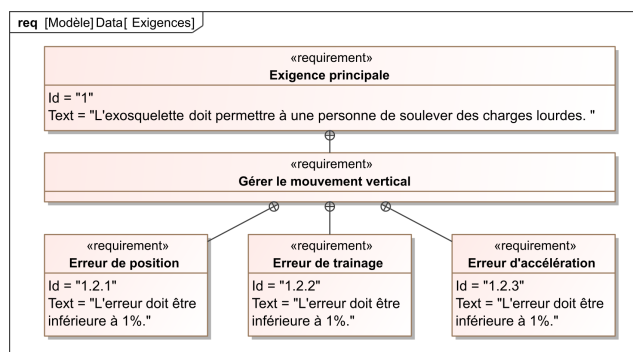 req [Modèle] Data[ Exigences]
«requirement»
Exigence principale
Id = "1"
Text = "L'exosquelette doit permettre à une personne de soulever des charges lourdes. "
«requirement»
Gérer le mouvement vertical
«requirement»
Erreur de position
Id = "1.2.1"
Text = "L'erreur doit être
inférieure à 1%."
«requirement»
Erreur de trainage
Id = "1.2.2"
Text = "L'erreur doit être
inférieure à 1%."
«requirement»
Erreur d'accélération
Id = "1.2.3"
Text = "L'erreur doit être
inférieure à 1%."